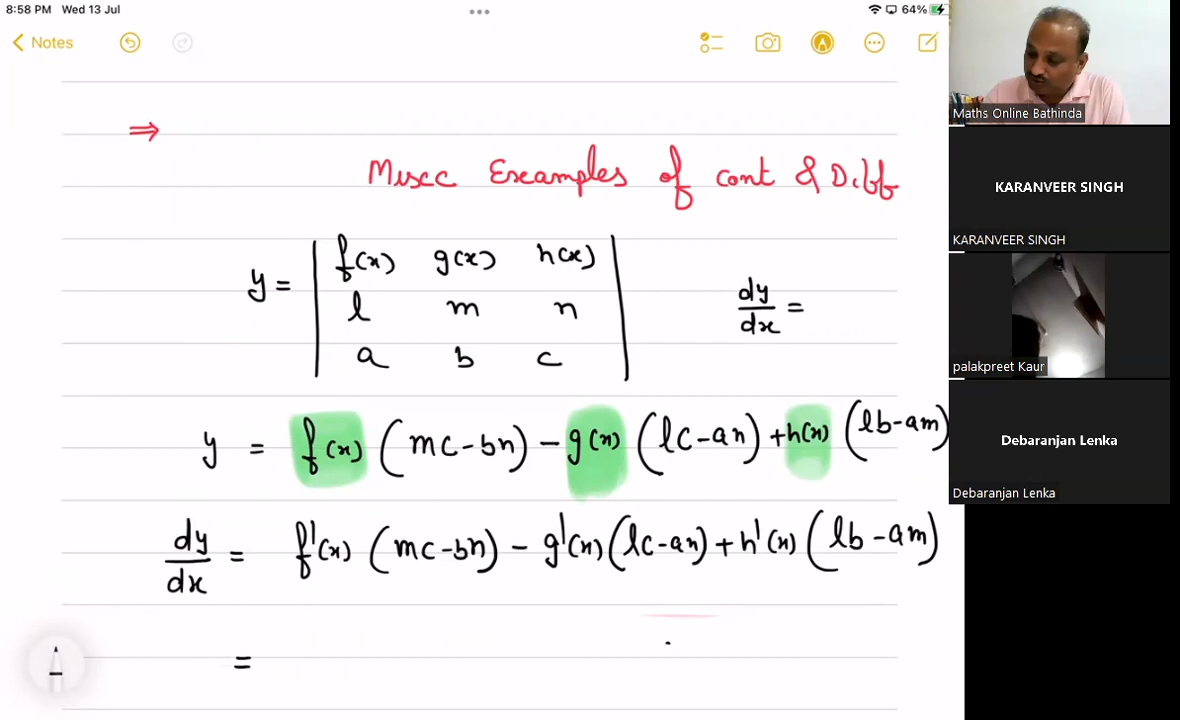 8:58 PM Wed 13 Jul
64%
Notes
⇒
Miscc Examples of cont & Diff
y = | f(x) g(x) h(x) |
| l m n |
| a b c |
dy/dx =
y = f(x) (mc-bn) - g(x) (lc-an) + h(x) (lb-am)
dy/dx = f'(x) (mc-bn) - g'(x) (lc-an) + h'(x) (lb-am)
=
Maths Online Bathinda
KARANVEER SINGH
KARANVEER SINGH
palakpreet Kaur
Debaranjan Lenka
Debaranjan Lenka